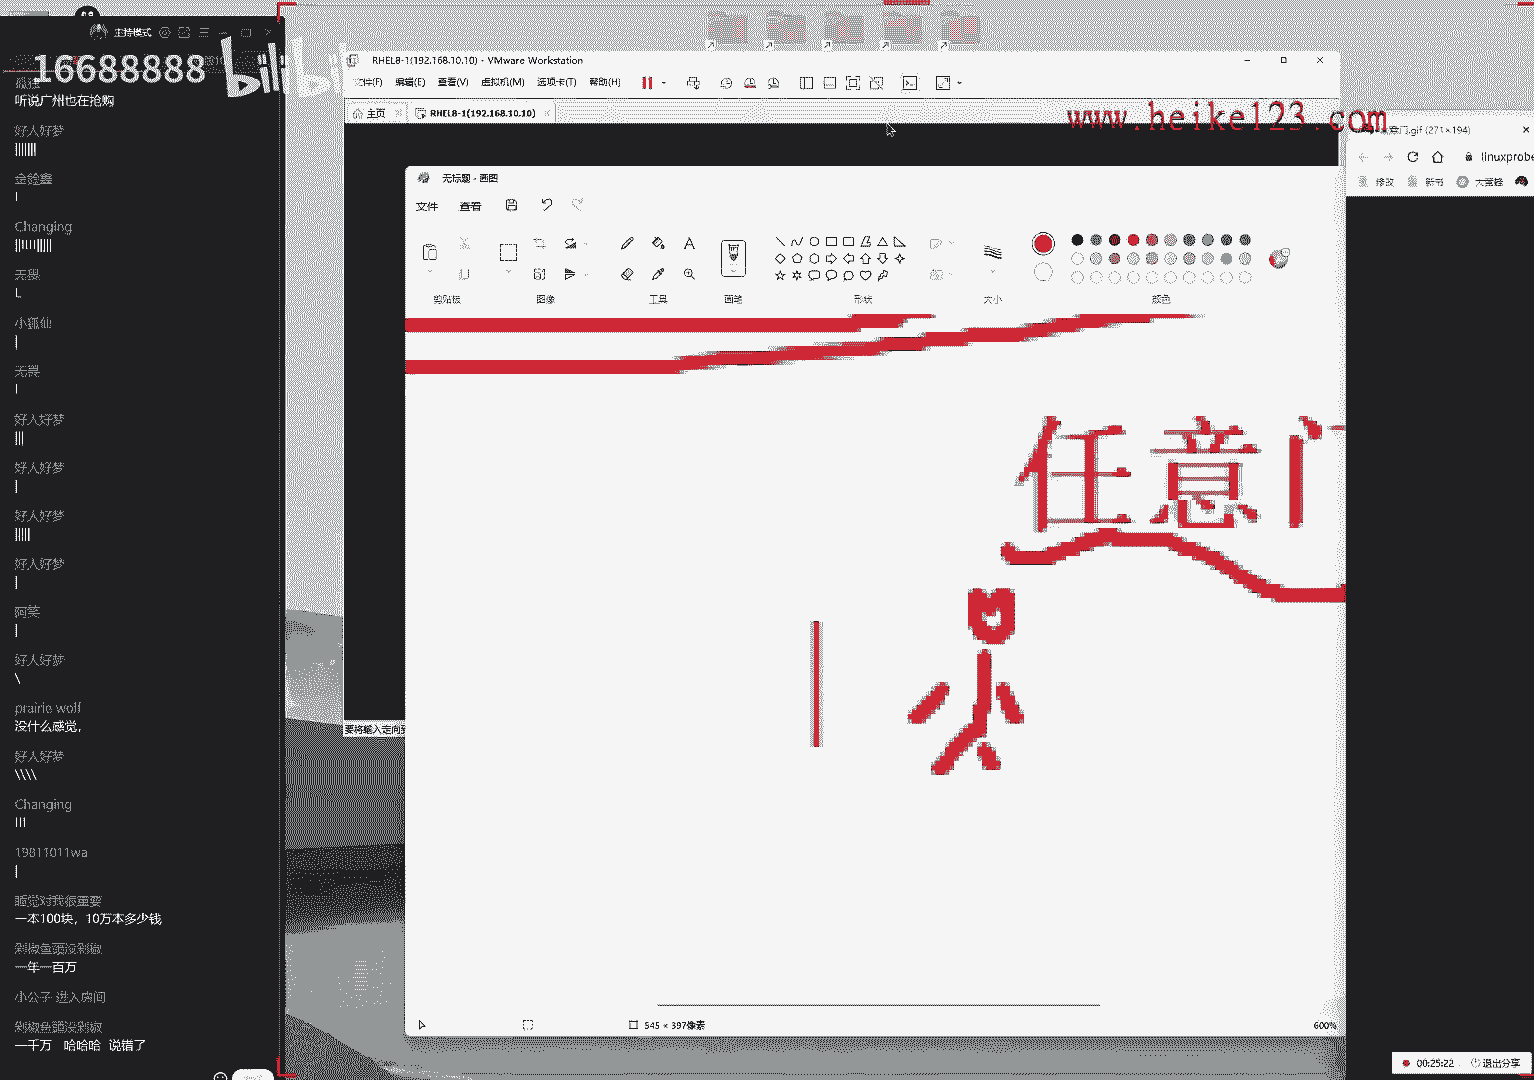 主持模式
16688888
bilibili
孤独
听说广州也在抢购
好人好梦
|||||||
金詮鑫
|
Changing
无畏
L
小狐仙
|
无畏
|
好人好梦
|||
好人好梦
|
好人好梦
|||||
好人好梦
|
阿笑
|
好人好梦
\
prairie wolf
没什么感觉，
好人好梦
\\\\
Changing
|||
19811011wa
|
睡觉对我很重要
一本100块，10万本多少钱
剁椒鱼头没剁椒
一年一百万
小公子 进入房间
剁椒鱼头没剁椒
一千万 哈哈哈 说错了
RHEL8-1(192.168.10.10) - VMware Workstation
文件(F) 编辑(E) 查看(V) 虚拟机(M) 选项卡(T) 帮助(H)
主页 RHEL8-1(192.168.10.10)
www.heike123.com
任意门.gif (271×194)
linuxprobe
修改 新书 大蜜蜂
无标题 - 画图
文件 查看
剪贴板 图像 工具 画笔 形状 大小 颜色
任意门
要将输入定向到
545 × 397像素
600%
00:25:22 退出分享